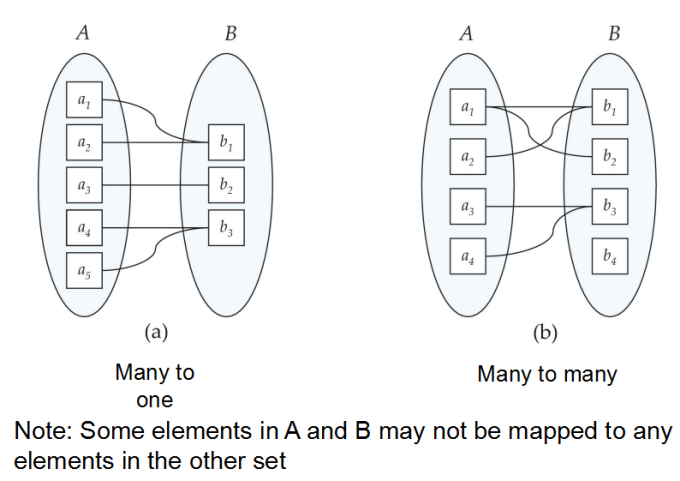 A B
a1
a2 b1
a3 b2
a4 b3
a5
(a)
Many to
one
A B
a1 b1
a2 b2
a3 b3
a4 b4
(b)
Many to many
Note: Some elements in A and B may not be mapped to any
elements in the other set